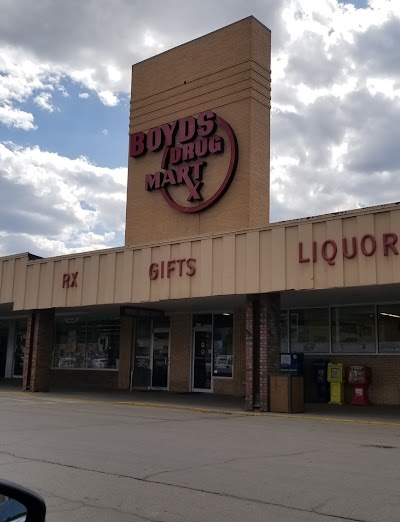 BOYDS
DRUG
MART
RX
GIFTS
LIQUOR